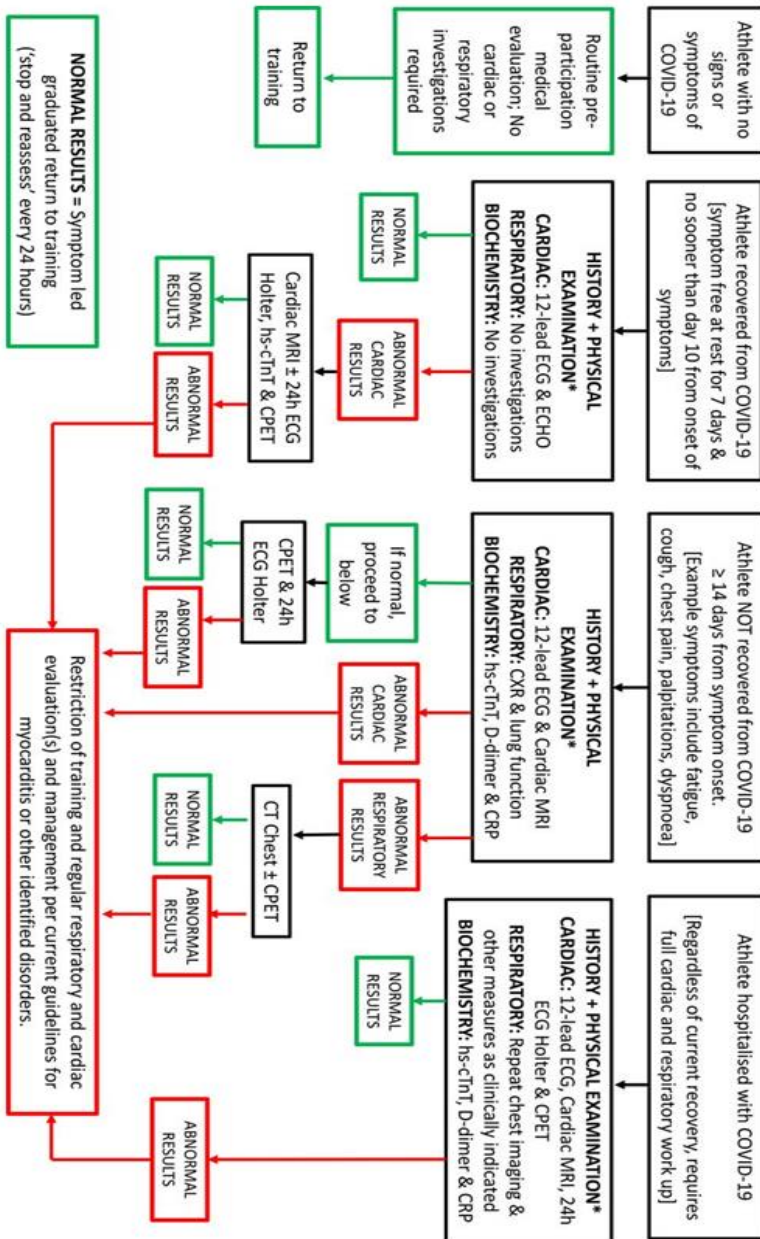 Athlete with no
signs or
symptoms of
COVID-19
Routine pre-
participation
medical
evaluation; No
cardiac or
respiratory
investigations
required
Return to
training
Athlete recovered from COVID-19
[symptom free at rest for 7 days &
no sooner than day 10 from onset of
symptoms]
HISTORY + PHYSICAL
EXAMINATION*
CARDIAC: 12-lead ECG & ECHO
RESPIRATORY: No investigations
BIOCHEMISTRY: No investigations
NORMAL
RESULTS
ABNORMAL
CARDIAC
RESULTS
Cardiac MRI ± 24h ECG
Holter, hs-cTnT & CPET
NORMAL
RESULTS
ABNORMAL
RESULTS
Athlete NOT recovered from COVID-19
≥ 14 days from symptom onset.
[Example symptoms include fatigue,
cough, chest pain, palpitations, dyspnoea]
HISTORY + PHYSICAL
EXAMINATION*
CARDIAC: 12-lead ECG & Cardiac MRI
RESPIRATORY: CXR & lung function
BIOCHEMISTRY: hs-cTnT, D-dimer & CRP
If normal,
proceed to
below
CPET & 24h
ECG Holter
NORMAL
RESULTS
ABNORMAL
RESULTS
ABNORMAL
CARDIAC
RESULTS
ABNORMAL
RESPIRATORY
RESULTS
CT Chest ± CPET
NORMAL
RESULTS
ABNORMAL
RESULTS
Athlete hospitalised with COVID-19
[Regardless of current recovery, requires
full cardiac and respiratory work up]
HISTORY + PHYSICAL EXAMINATION*
CARDIAC: 12-lead ECG, Cardiac MRI, 24h
ECG Holter & CPET
RESPIRATORY: Repeat chest imaging &
other measures as clinically indicated
BIOCHEMISTRY: hs-cTnT, D-dimer & CRP
NORMAL
RESULTS
ABNORMAL
RESULTS
NORMAL RESULTS = Symptom led
graduated return to training
('stop and reassess' every 24 hours)
Restriction of training and regular respiratory and cardiac
evaluation(s) and management per current guidelines for
myocarditis or other identified disorders.